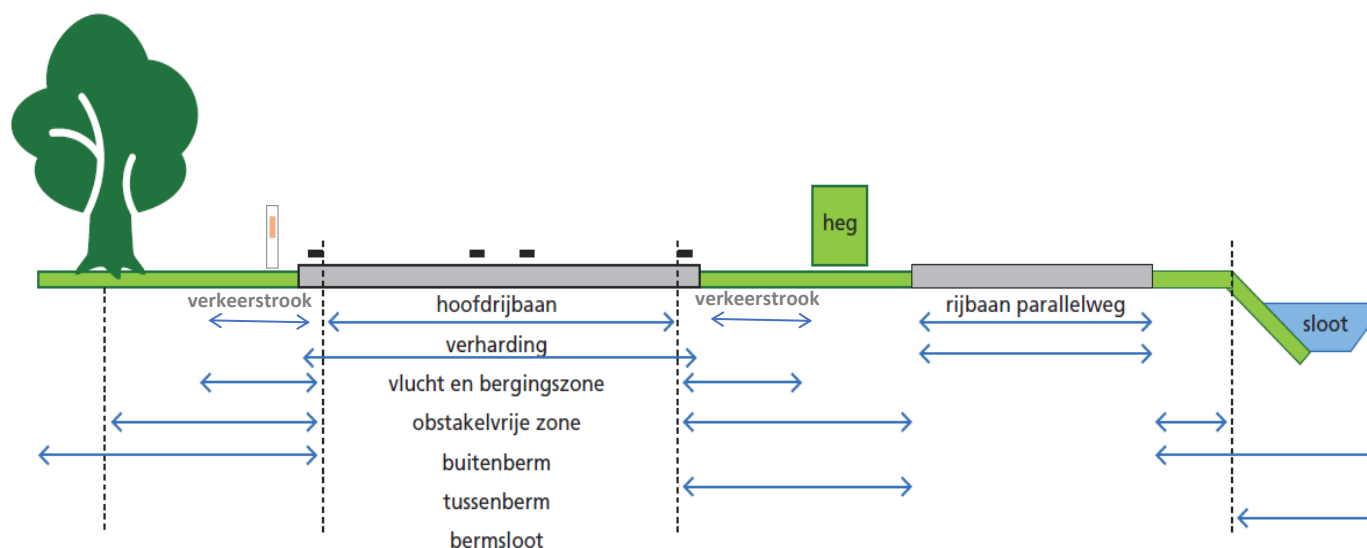 heg
verkeerstrook
hoofdrijbaan
verkeerstrook
rijbaan parallelweg
sloot
verharding
vlucht en bergingszone
obstakelvrije zone
buitenberm
tussenberm
bermsloot